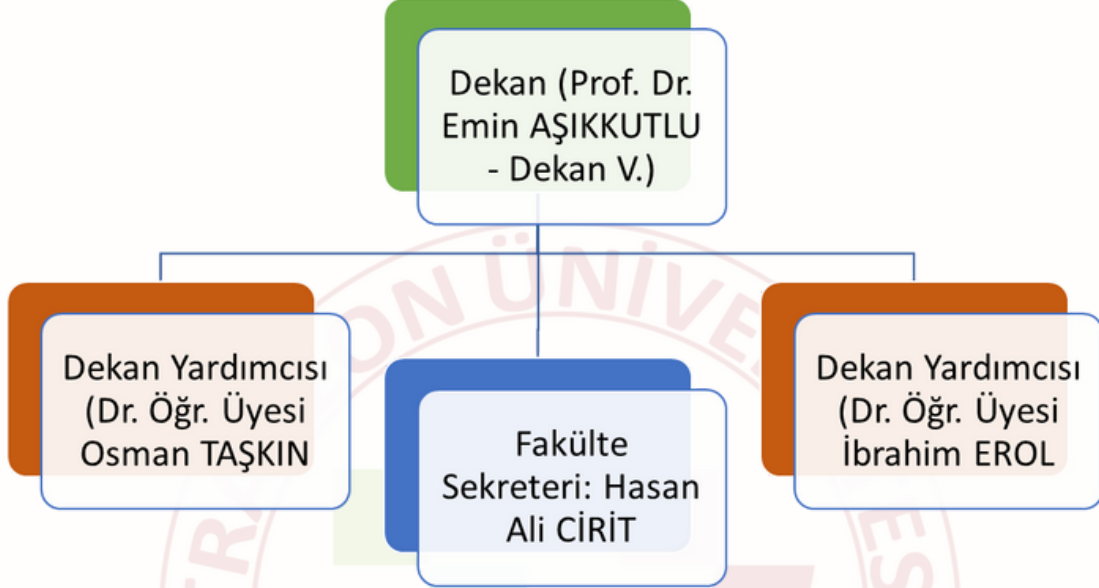 Dekan (Prof. Dr.
Emin AŞIKKUTLU
- Dekan V.)
Dekan Yardımcısı
(Dr. Öğr. Üyesi
Osman TAŞKIN
Fakülte
Sekreteri: Hasan
Ali CİRİT
Dekan Yardımcısı
(Dr. Öğr. Üyesi
İbrahim EROL